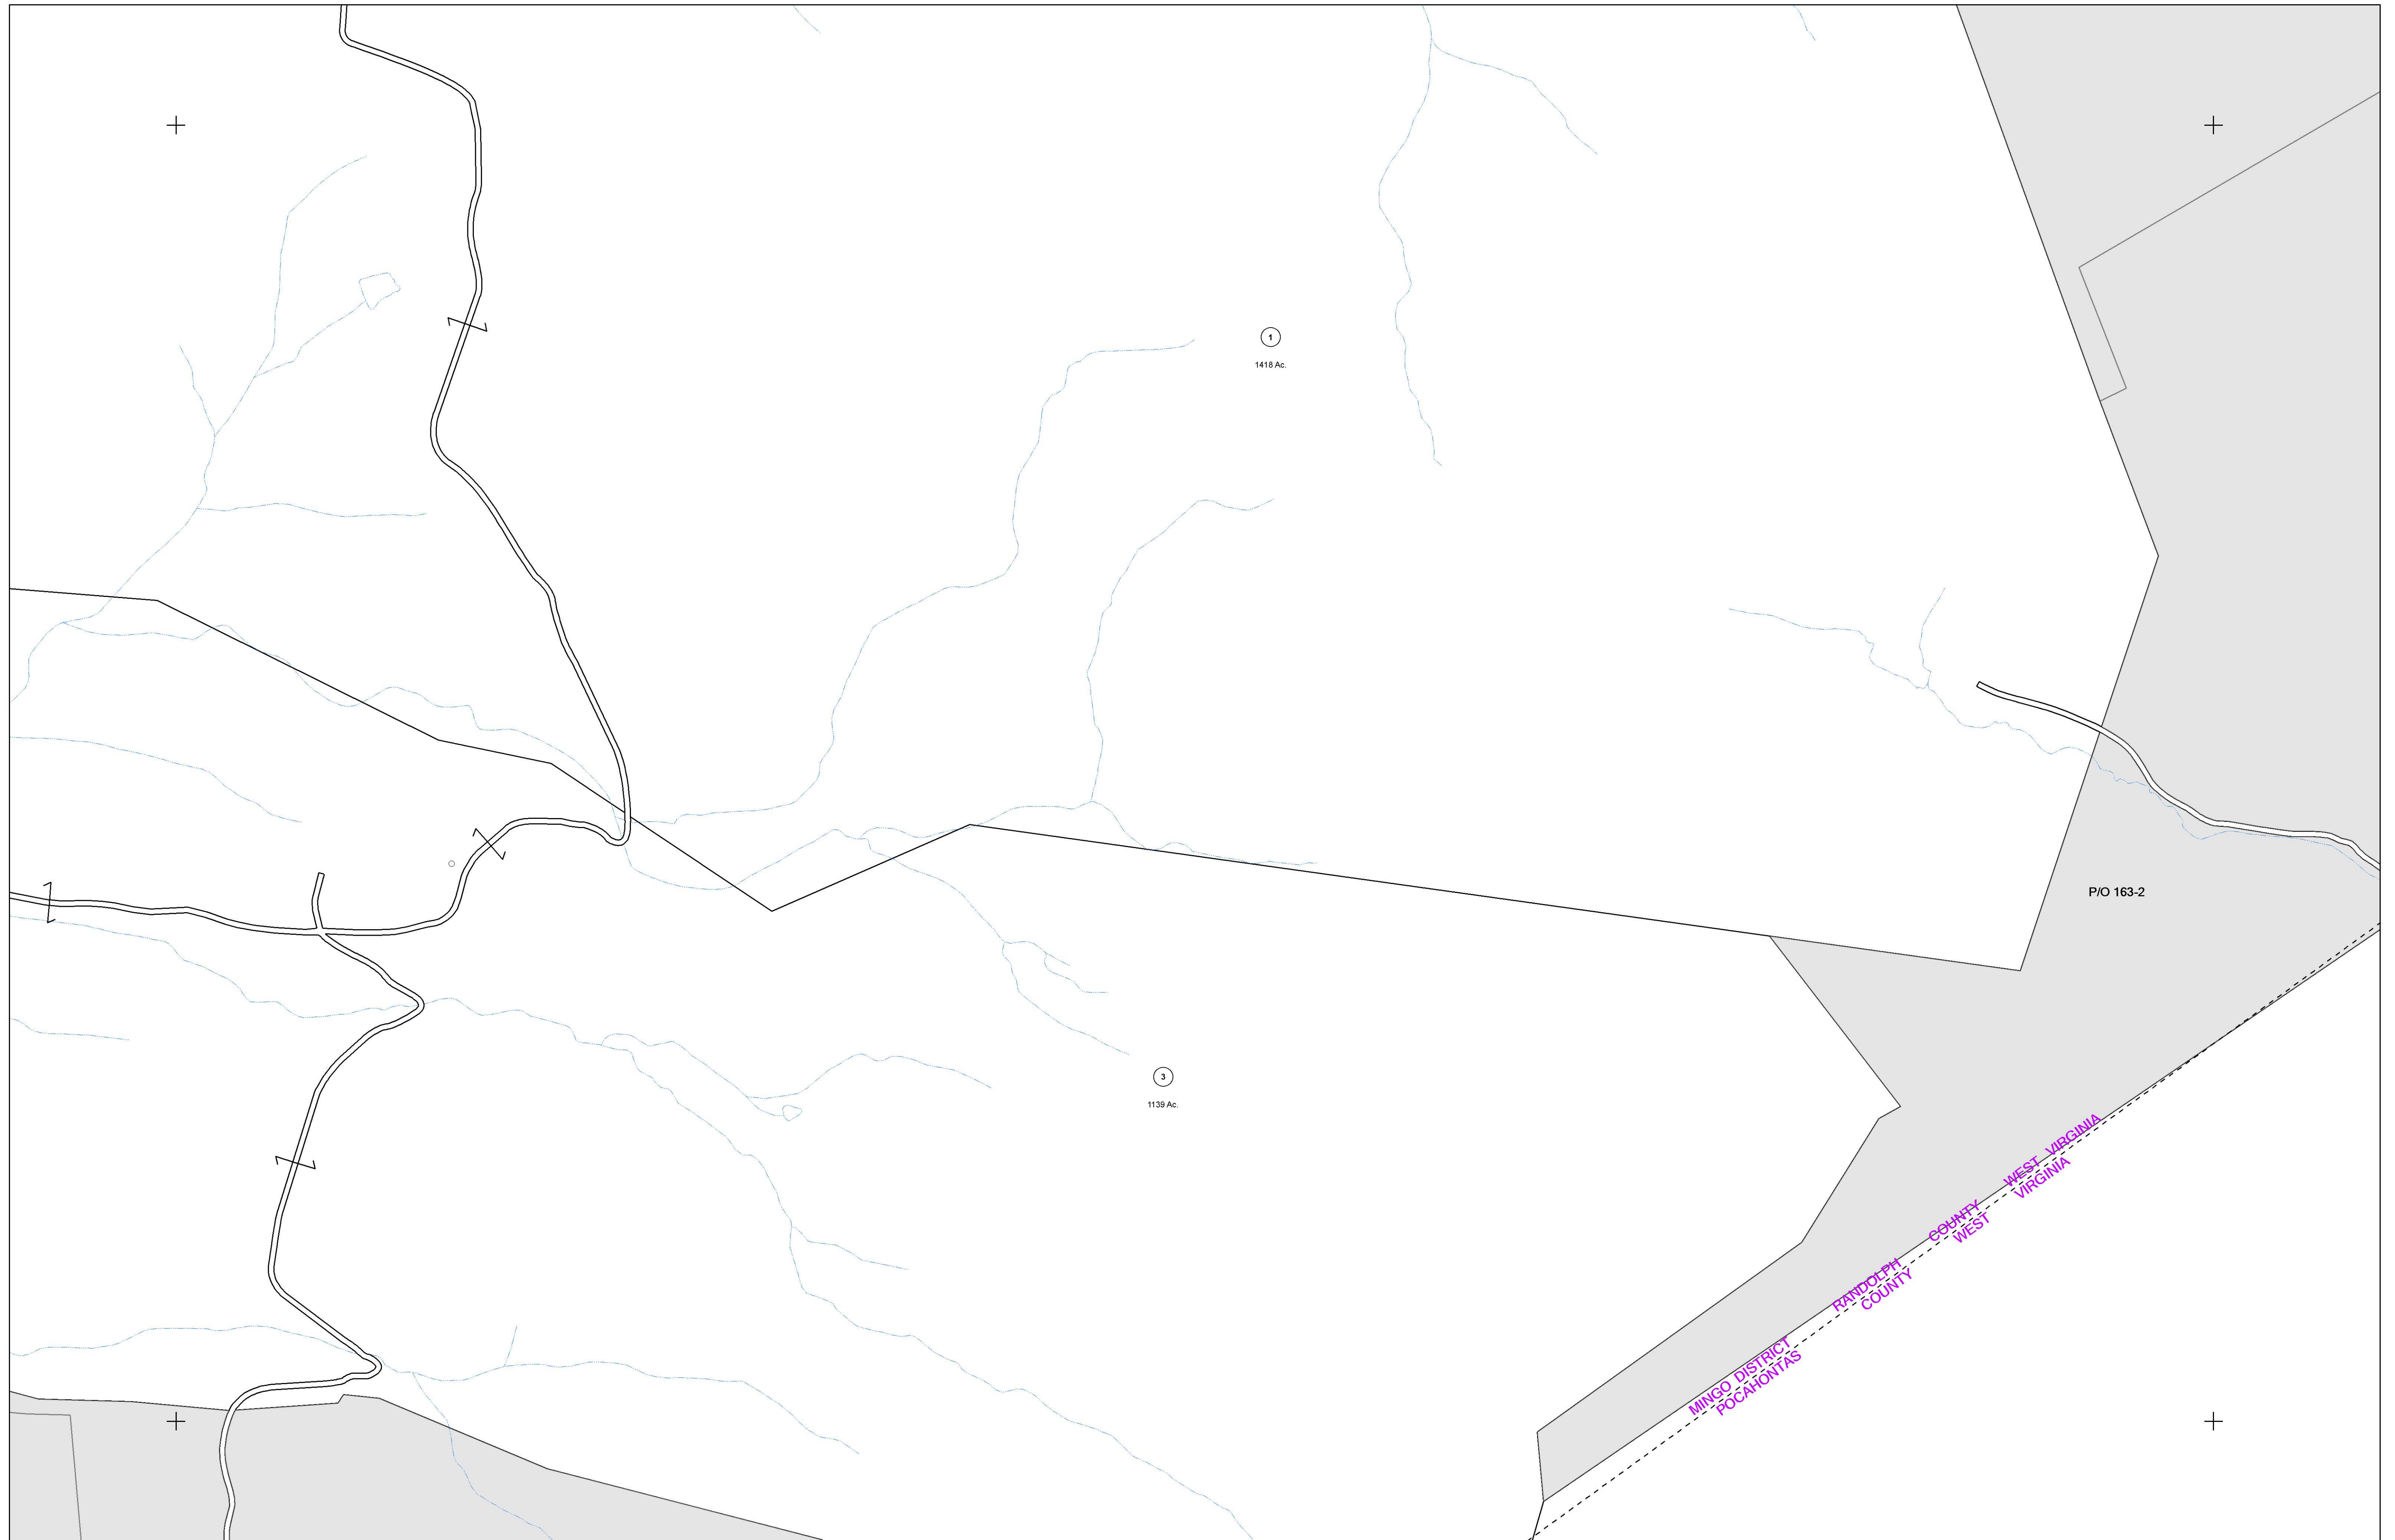 1
1418 Ac.
P/O 163-2
3
1139 Ac.
MINGO DISTRICT RANDOLPH COUNTY WEST VIRGINIA
POCAHONTAS COUNTY WEST VIRGINIA